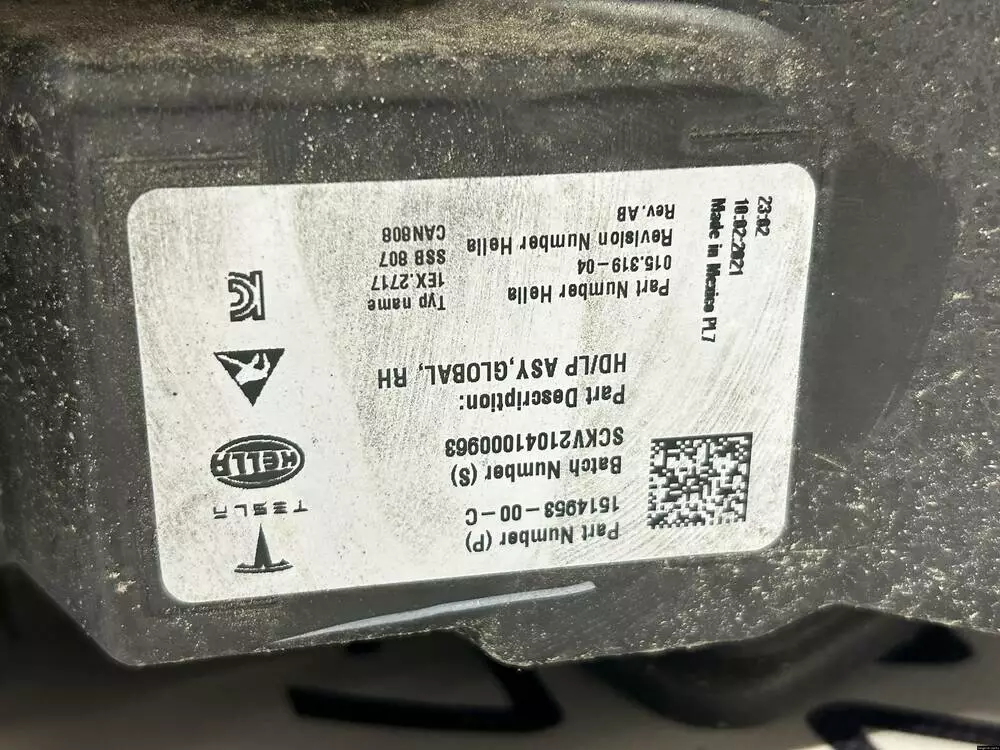 Part Number (P)
1514953-00-C
TESLA
Batch Number (S)
SCKV21041000963
HELLA
Part Description:
HD/LP ASY,GLOBAL, RH
Part Number Hella
015.319-04
Revision Number Hella
Rev.AB
Typ name
1EX.2717
SSB 807
CAN808
Made in Mexico PL7
10.02.2021
23:02